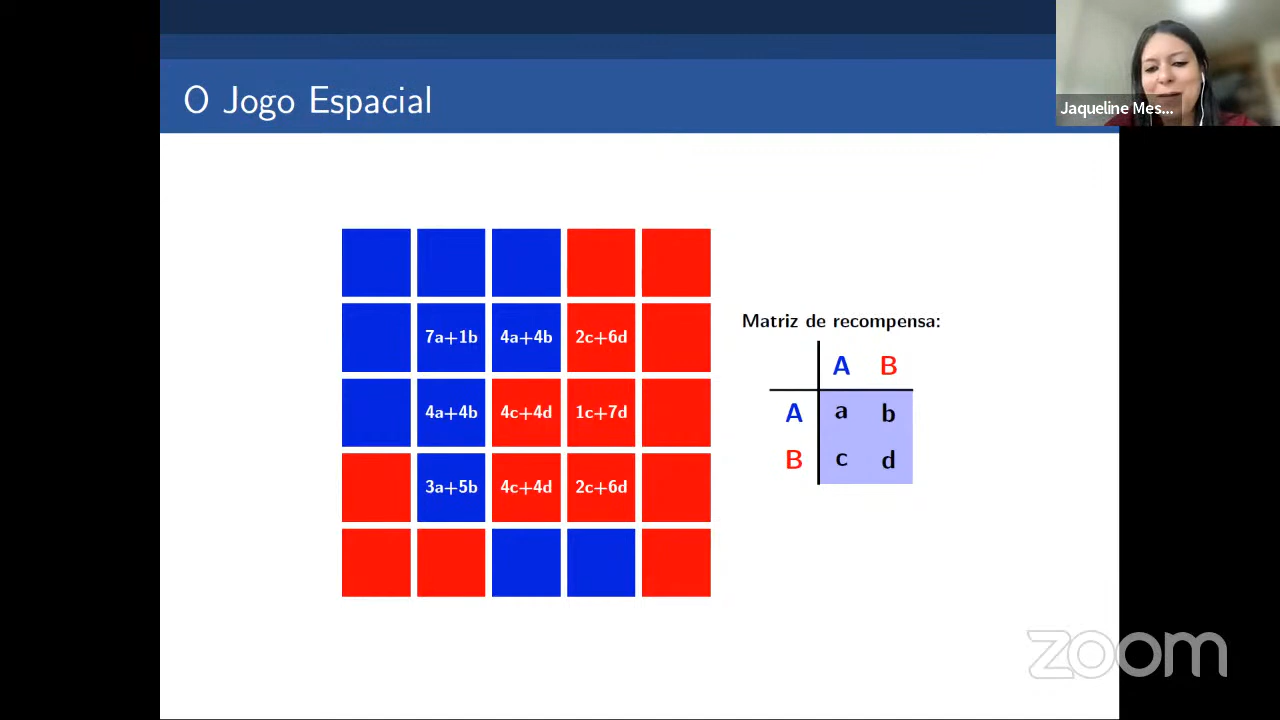 O Jogo Espacial
Jaqueline Mes...
7a+1b 4a+4b 2c+6d
4a+4b 4c+4d 1c+7d
3a+5b 4c+4d 2c+6d
Matriz de recompensa:
A B
A a b
B c d
zoom